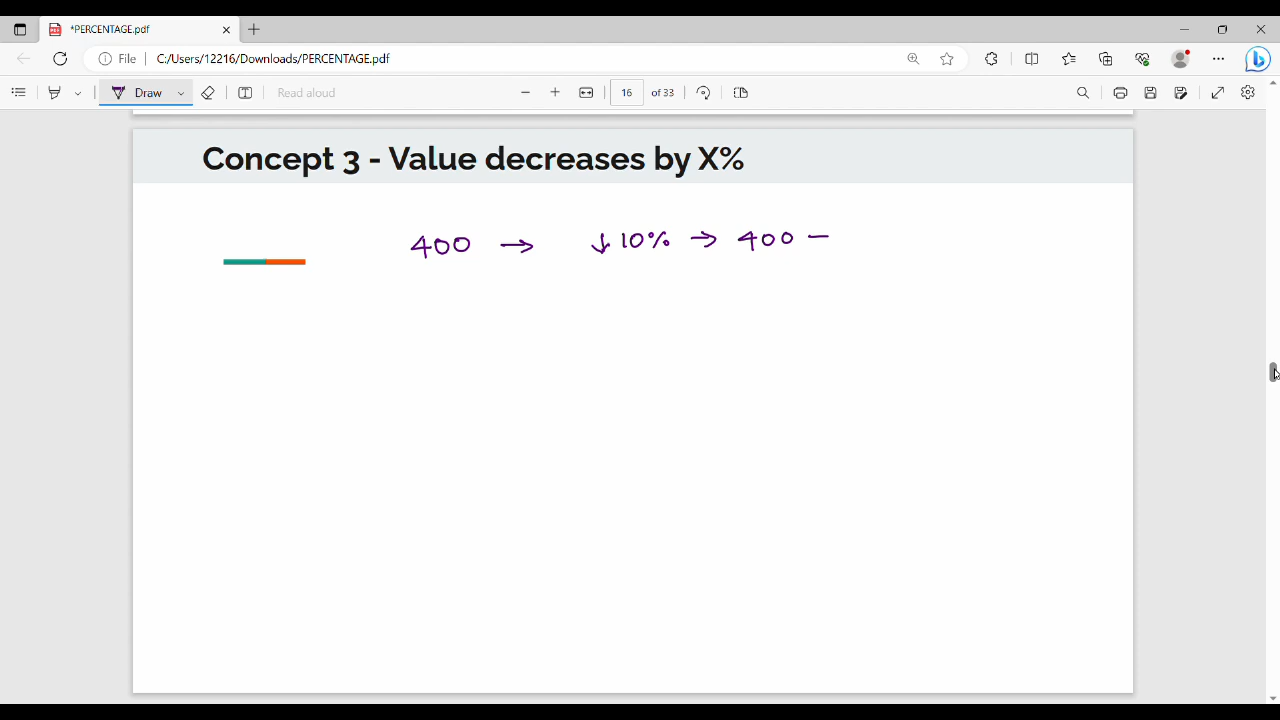 *PERCENTAGE.pdf
File C:/Users/12216/Downloads/PERCENTAGE.pdf
Draw Read aloud 16 of 33
Concept 3 - Value decreases by X%
400 → ↓ 10% → 400 –